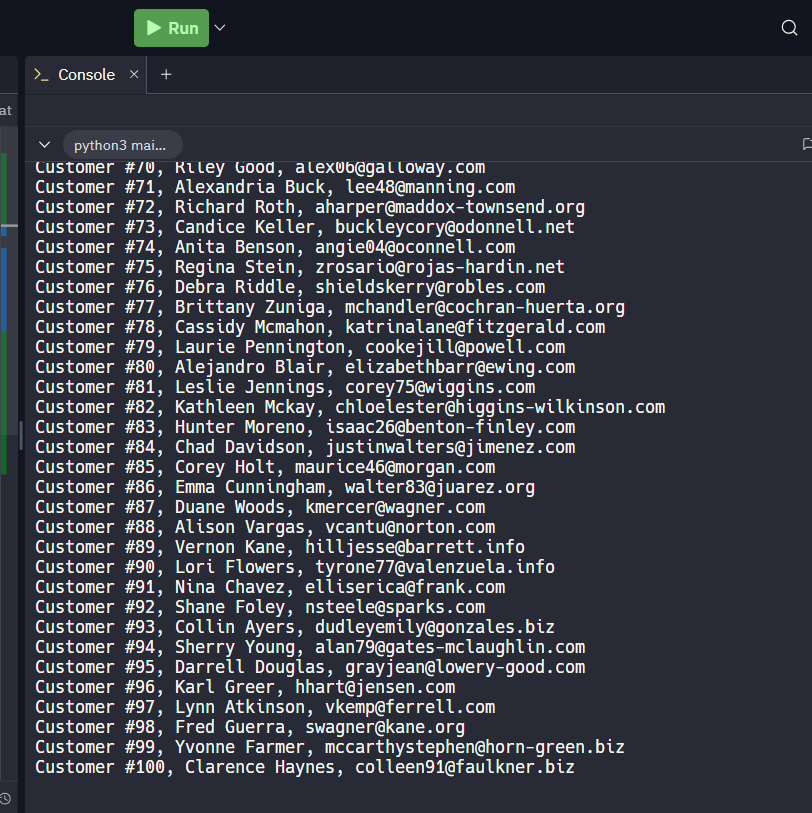 Run
>_ Console × +
at
python3 mai...
Customer #70, Riley Good, alex06@galloway.com
Customer #71, Alexandria Buck, lee48@manning.com
Customer #72, Richard Roth, aharper@maddox-townsend.org
Customer #73, Candice Keller, buckleycory@odonnell.net
Customer #74, Anita Benson, angie04@oconnell.com
Customer #75, Regina Stein, zrosario@rojas-hardin.net
Customer #76, Debra Riddle, shieldskerry@robles.com
Customer #77, Brittany Zuniga, mchandler@cochran-huerta.org
Customer #78, Cassidy Mcmahon, katrinalane@fitzgerald.com
Customer #79, Laurie Pennington, cookejill@powell.com
Customer #80, Alejandro Blair, elizabethbarr@ewing.com
Customer #81, Leslie Jennings, corey75@wiggins.com
Customer #82, Kathleen Mckay, chloelester@higgins-wilkinson.com
Customer #83, Hunter Moreno, isaac26@benton-finley.com
Customer #84, Chad Davidson, justinwalters@jimenez.com
Customer #85, Corey Holt, maurice46@morgan.com
Customer #86, Emma Cunningham, walter83@juarez.org
Customer #87, Duane Woods, kmercer@wagner.com
Customer #88, Alison Vargas, vcantu@norton.com
Customer #89, Vernon Kane, hilljesse@barrett.info
Customer #90, Lori Flowers, tyrone77@valenzuela.info
Customer #91, Nina Chavez, elliserica@frank.com
Customer #92, Shane Foley, nsteele@sparks.com
Customer #93, Collin Ayers, dudleyemily@gonzales.biz
Customer #94, Sherry Young, alan79@gates-mclaughlin.com
Customer #95, Darrell Douglas, grayjean@lowery-good.com
Customer #96, Karl Greer, hhart@jensen.com
Customer #97, Lynn Atkinson, vkemp@ferrell.com
Customer #98, Fred Guerra, swagner@kane.org
Customer #99, Yvonne Farmer, mccarthystephen@horn-green.biz
Customer #100, Clarence Haynes, colleen91@faulkner.biz